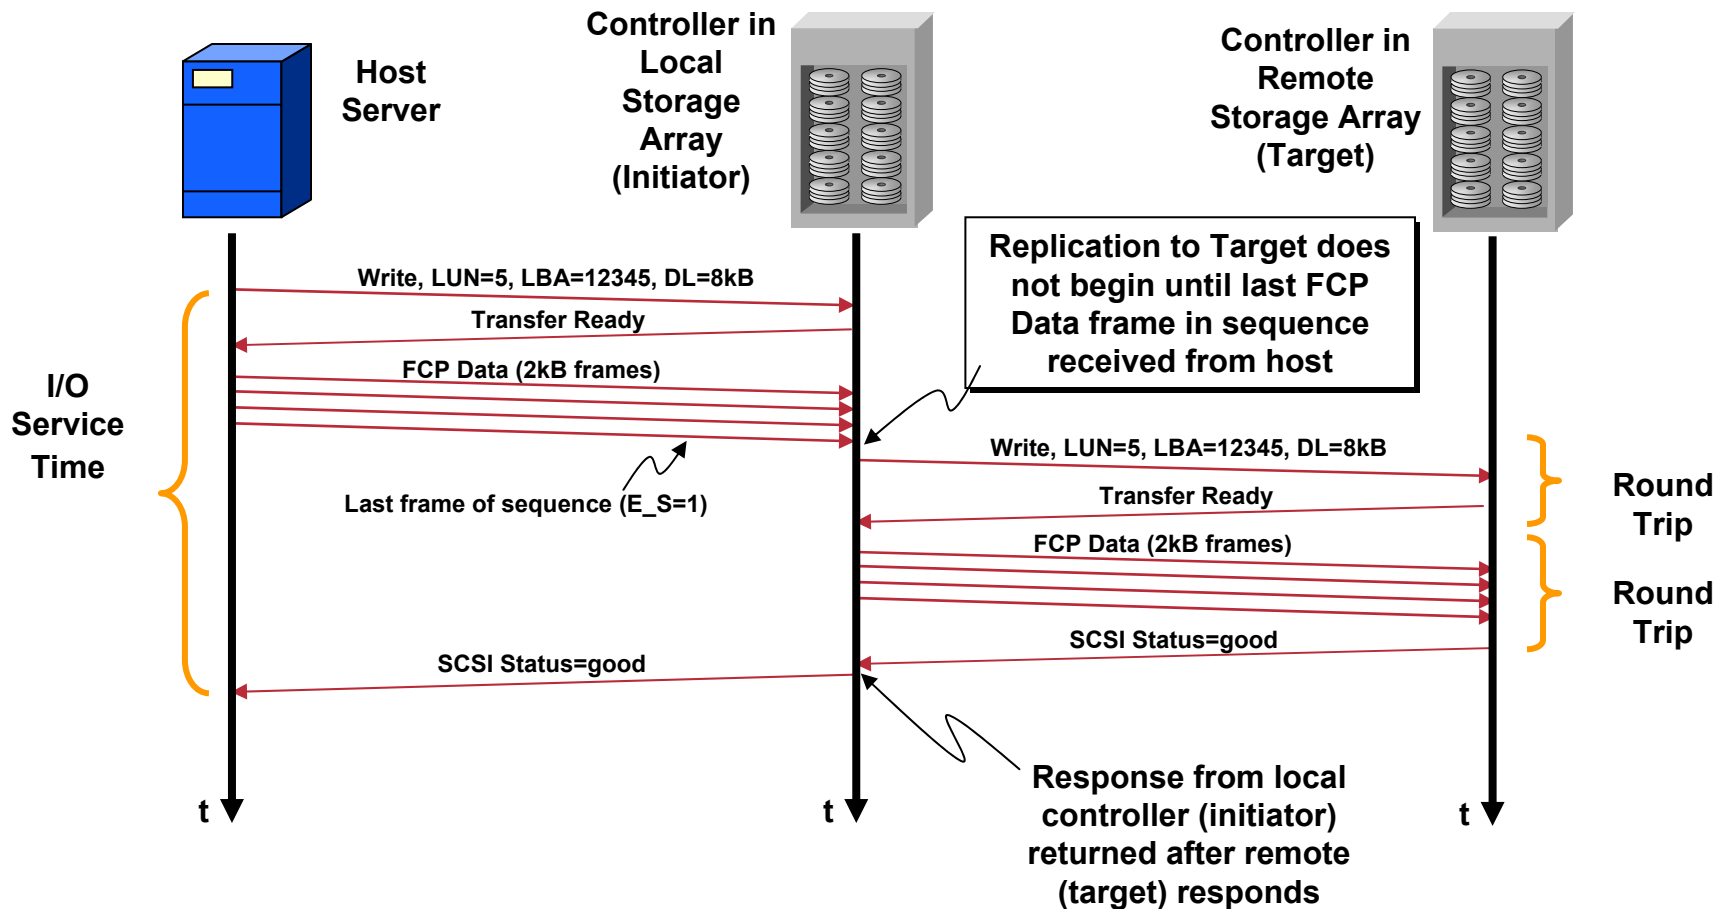 Host
Server
Controller in
Local
Storage
Array
(Initiator)
Controller in
Remote
Storage Array
(Target)
Replication to Target does
not begin until last FCP
Data frame in sequence
received from host
Write, LUN=5, LBA=12345, DL=8kB
Transfer Ready
FCP Data (2kB frames)
I/O
Service
Time
Last frame of sequence (E_S=1)
Write, LUN=5, LBA=12345, DL=8kB
Transfer Ready
Round
Trip
FCP Data (2kB frames)
Round
Trip
SCSI Status=good
SCSI Status=good
Response from local
controller (initiator)
returned after remote
(target) responds
t
t
t